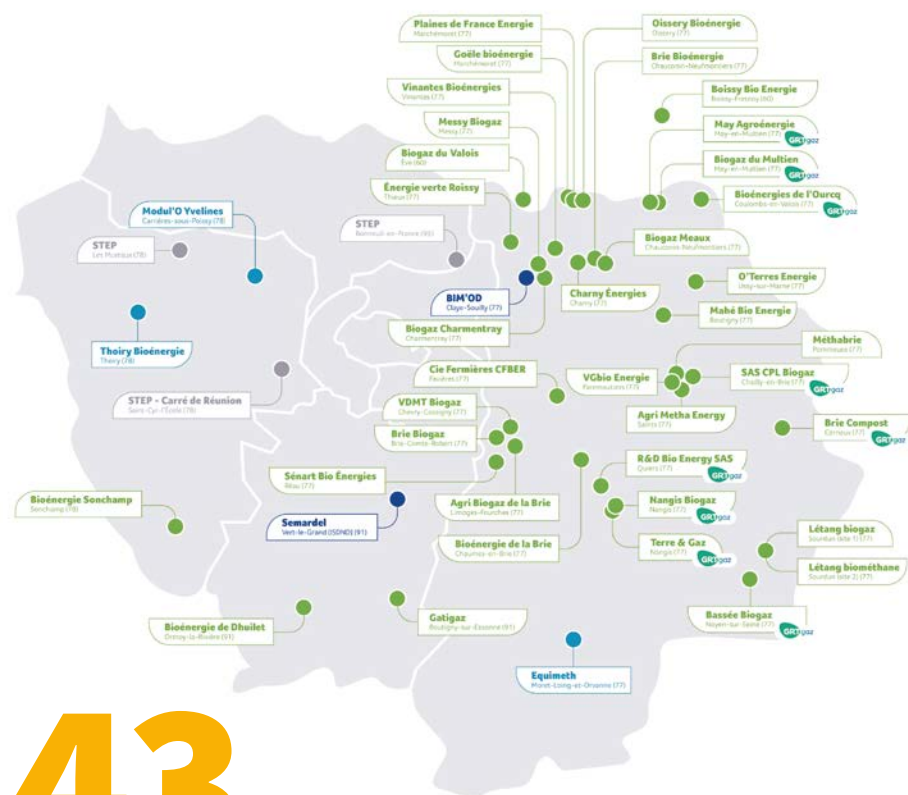 Plaines de France Energie
Marchémoret (77)
Oissery Bioénergie
Oissery (77)
Goële bioénergie
Marchémoret (77)
Brie Bioénergie
Chauconin-Neufmontiers (77)
Vinantes Bioénergies
Vinantes (77)
Boissy Bio Energie
Boissy-Fresnoy (60)
Messy Biogaz
Messy (77)
May Agroénergie
May-en-Multien (77)
GRTgaz
Biogaz du Valois
Ève (60)
Biogaz du Multien
May-en-Multien (77)
GRTgaz
Énergie verte Roissy
Thieux (77)
Bioénergies de l'Ourcq
Coulombs-en-Valois (77)
GRTgaz
Modul'O Yvelines
Carrières-sous-Poissy (78)
STEP
Bonneuil-en-France (95)
STEP
Les Mureaux (78)
Biogaz Meaux
Chauconin-Neufmontiers (77)
BIM'OD
Claye-Souilly (77)
Charny Énergies
Charny (77)
O'Terres Energie
Ussy-sur-Marne (77)
Mahé Bio Energie
Boutigny (77)
Biogaz Charmentray
Charmentray (77)
Thoiry Bioénergie
Thoiry (78)
Méthabrie
Pommeuse (77)
Cie Fermières CFBER
Favières (77)
VGbio Energie
Faremoutiers (77)
SAS CPL Biogaz
Chailly-en-Brie (77)
GRTgaz
STEP - Carré de Réunion
Saint-Cyr-l'École (78)
VDMT Biogaz
Chevry-Cossigny (77)
Agri Metha Energy
Saints (77)
Brie Compost
Cerneux (77)
GRTgaz
Brie Biogaz
Brie-Comte-Robert (77)
R&D Bio Energy SAS
Quiers (77)
GRTgaz
Sénart Bio Énergies
Réau (77)
Bioénergie Sonchamp
Sonchamp (78)
Agri Biogaz de la Brie
Limoges-Fourches (77)
Nangis Biogaz
Nangis (77)
GRTgaz
Semardel
Vert-le-Grand (ISDND) (91)
Bioénergie de la Brie
Chaumes-en-Brie (77)
Terre & Gaz
Nangis (77)
GRTgaz
Létang biogaz
Sourdun (site 1) (77)
Létang biométhane
Sourdun (site 2) (77)
Bassée Biogaz
Noyen-sur-Seine (77)
GRTgaz
Bioénergie de Dhuilet
Ormoy-la-Rivière (91)
Gatigaz
Boutigny-sur-Essonne (91)
Equimeth
Moret-Loing-et-Orvanne (77)
43